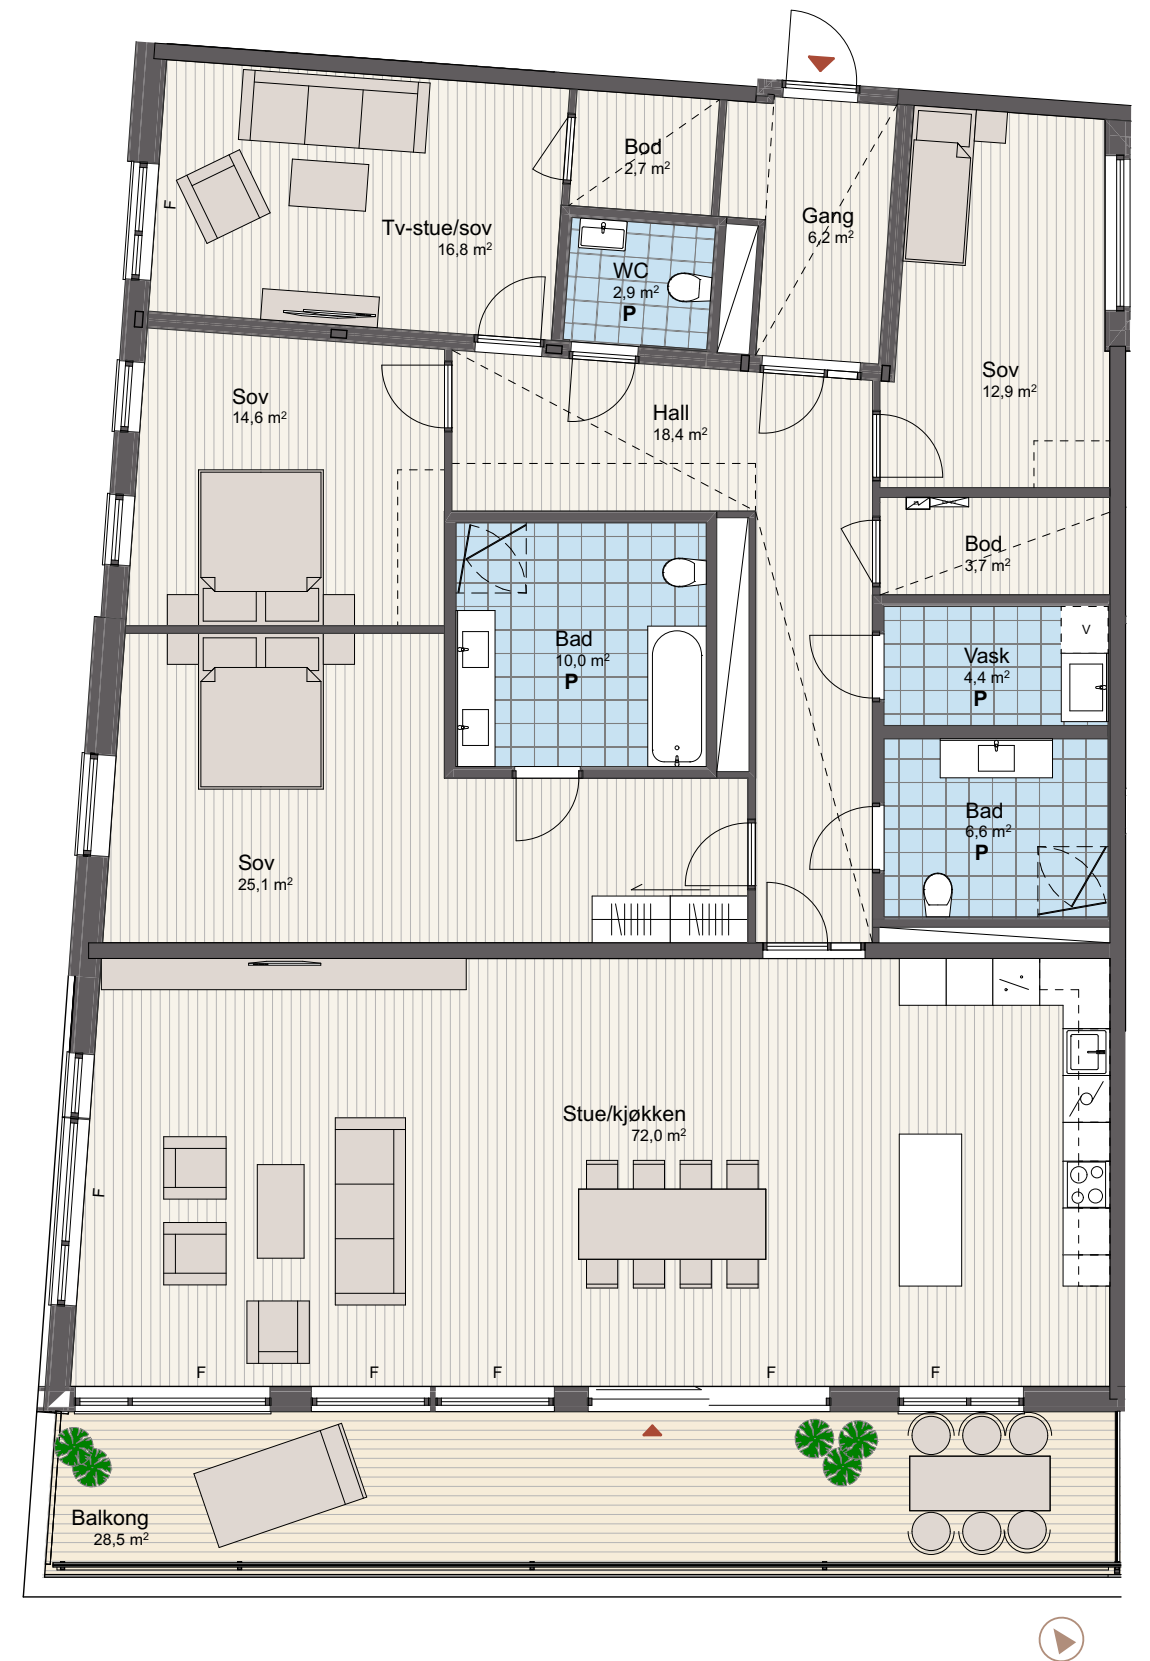 Bod
2,7 m²
Gang
6,2 m²
F
Tv-stue/sov
16,8 m²
WC
2,9 m²
P
Sov
12,9 m²
Sov
14,6 m²
Hall
18,4 m²
Bod
3,7 m²
V
Bad
10,0 m²
P
Vask
4,4 m²
P
Bad
6,6 m²
P
Sov
25,1 m²
Stue/kjøkken
72,0 m²
F
F
F
F
F
F
Balkong
28,5 m²